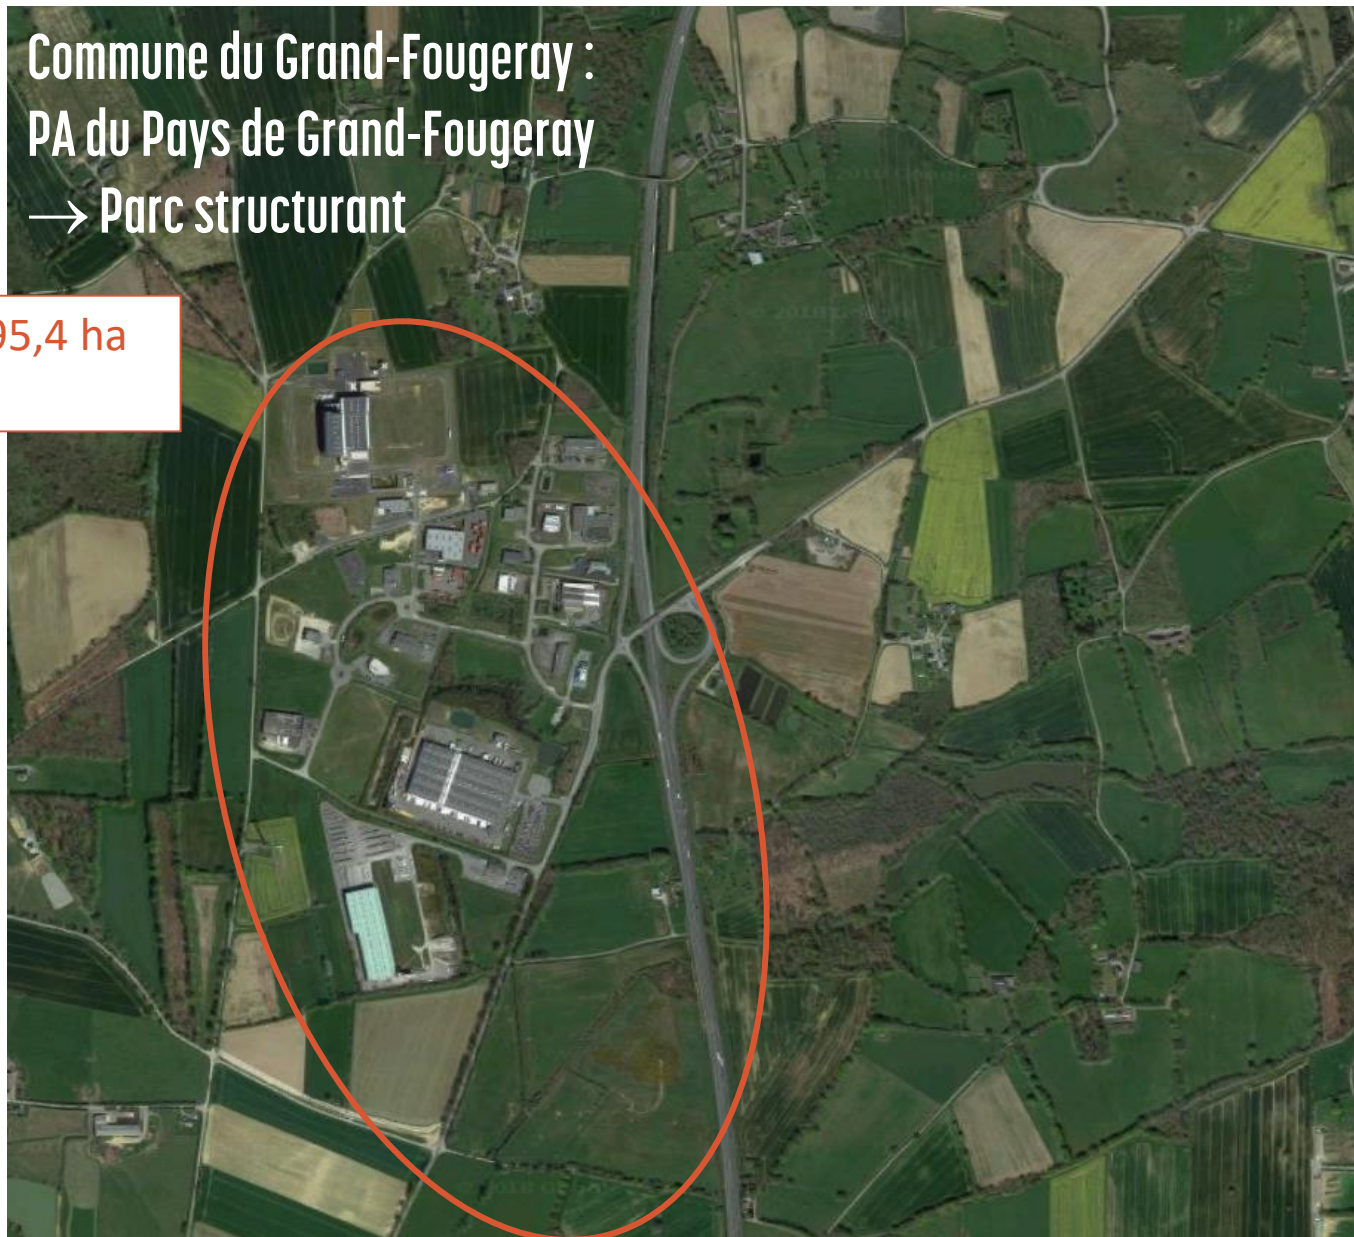 Commune du Grand-Fougeray :
PA du Pays de Grand-Fougeray
→ Parc structurant
95,4 ha